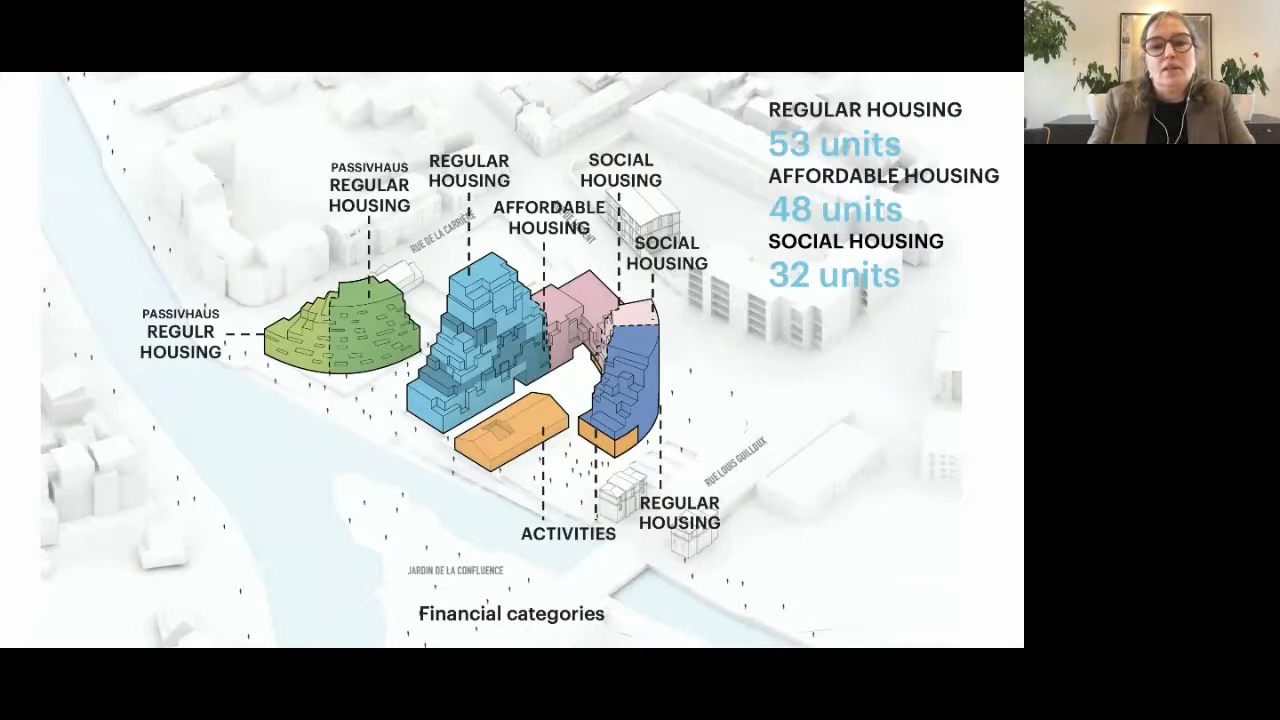 REGULAR HOUSING
53 units
AFFORDABLE HOUSING
48 units
SOCIAL HOUSING
32 units
PASSIVHAUS
REGULAR
HOUSING
REGULAR
HOUSING
SOCIAL
HOUSING
AFFORDABLE
HOUSING
SOCIAL
HOUSING
RUE DE LA CARRIÈRE
PASSIVHAUS
REGULR
HOUSING
RUE LOUIS GUILLOUX
REGULAR
HOUSING
ACTIVITIES
JARDIN DE LA CONFLUENCE
Financial categories